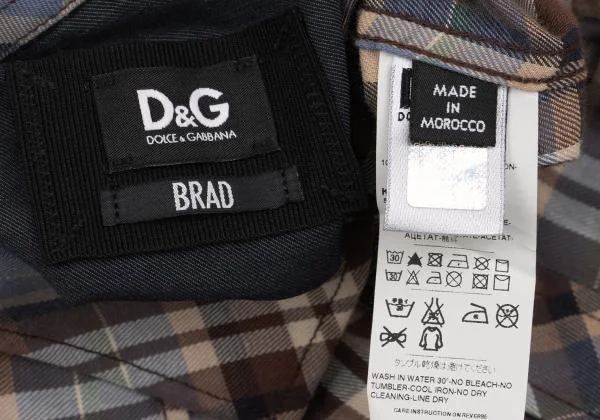 D&G
DOLCE & GABBANA
BRAD
MADE
IN
MOROCCO
30
30
タンブル乾燥は避けてください
WASH IN WATER 30°-NO BLEACH-NO
TUMBLER-COOL IRON-NO DRY
CLEANING-LINE DRY
CARE INSTRUCTION ON REVERSE